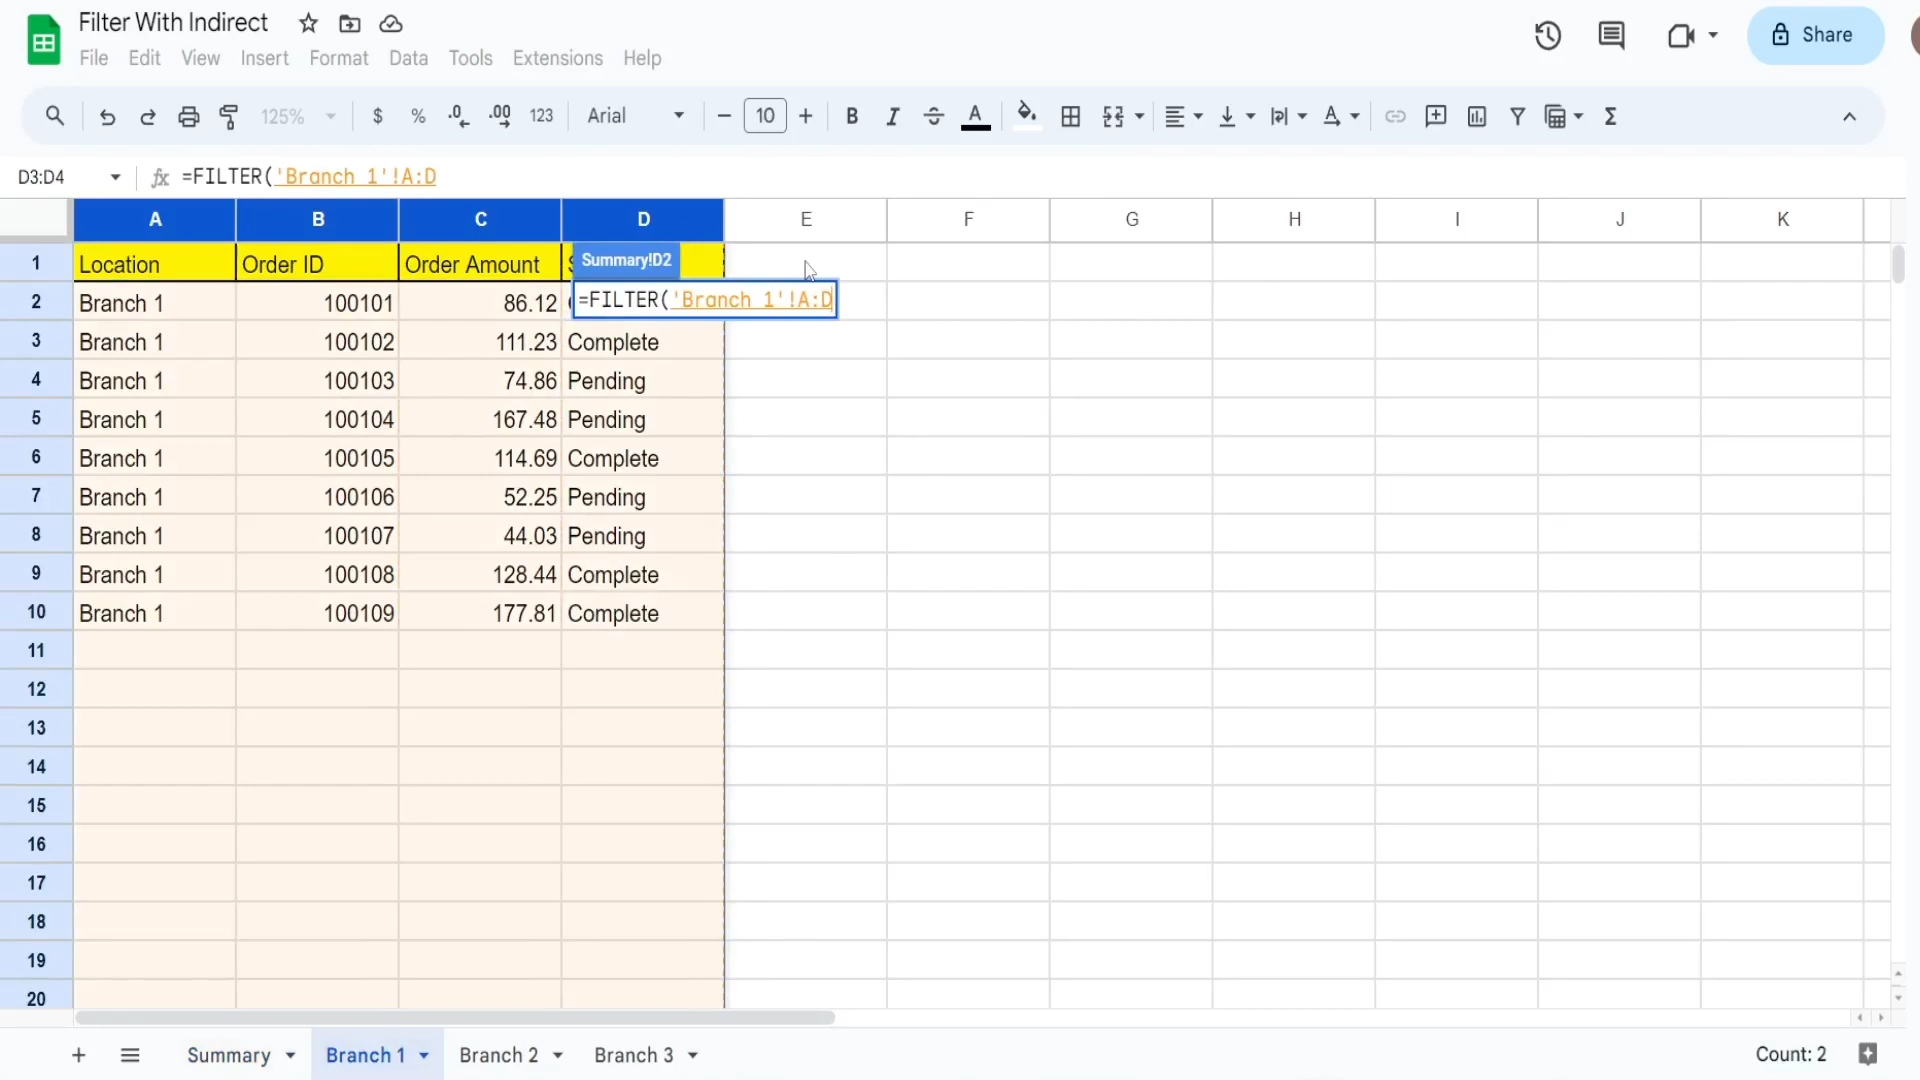 Filter With Indirect
File Edit View Insert Format Data Tools Extensions Help
Share
125% $ % .0 .00 123 Arial 10 B I A
D3:D4 fx =FILTER('Branch 1'!A:D
A B C D E F G H I J K
1 Location Order ID Order Amount S Summary!D2
2 Branch 1 100101 86.12 =FILTER('Branch 1'!A:D
3 Branch 1 100102 111.23 Complete
4 Branch 1 100103 74.86 Pending
5 Branch 1 100104 167.48 Pending
6 Branch 1 100105 114.69 Complete
7 Branch 1 100106 52.25 Pending
8 Branch 1 100107 44.03 Pending
9 Branch 1 100108 128.44 Complete
10 Branch 1 100109 177.81 Complete
11
12
13
14
15
16
17
18
19
20
Summary Branch 1 Branch 2 Branch 3 Count: 2